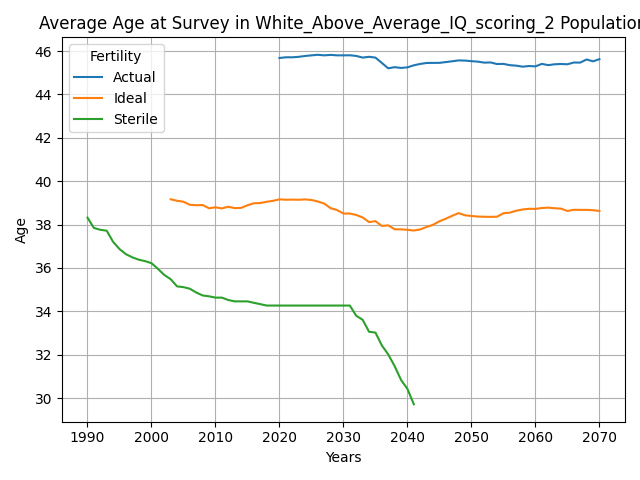 Average Age at Survey in White_Above_Average_IQ_scoring_2 Population
Fertility
Actual
Ideal
Sterile
Age
46
44
42
40
38
36
34
32
30
1990 2000 2010 2020 2030 2040 2050 2060 2070
Years